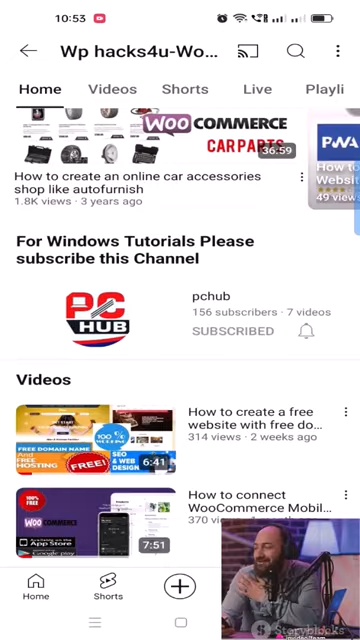 10:53
Wp hacks4u-Wo...
Home Videos Shorts Live Playli
WOO COMMERCE
CAR PARTS
36:59
How to create an online car accessories
shop like autofurnish
1.8K views · 3 years ago
PWA
How to
Websit
49 views
For Windows Tutorials Please
subscribe this Channel
PC
HUB
pchub
156 subscribers · 7 videos
SUBSCRIBED
Videos
100%
FREE DOMAIN NAME
And
FREE
HOSTING
FREE!
SEO
& WEB
DESIGN
6:41
How to create a free
website with free do...
314 views · 2 weeks ago
100%
FREE
WOO
COMMERCE
App Store
Google play
7:51
How to connect
WooCommerce Mobil...
370 vi
Home
Shorts
Storyblocks